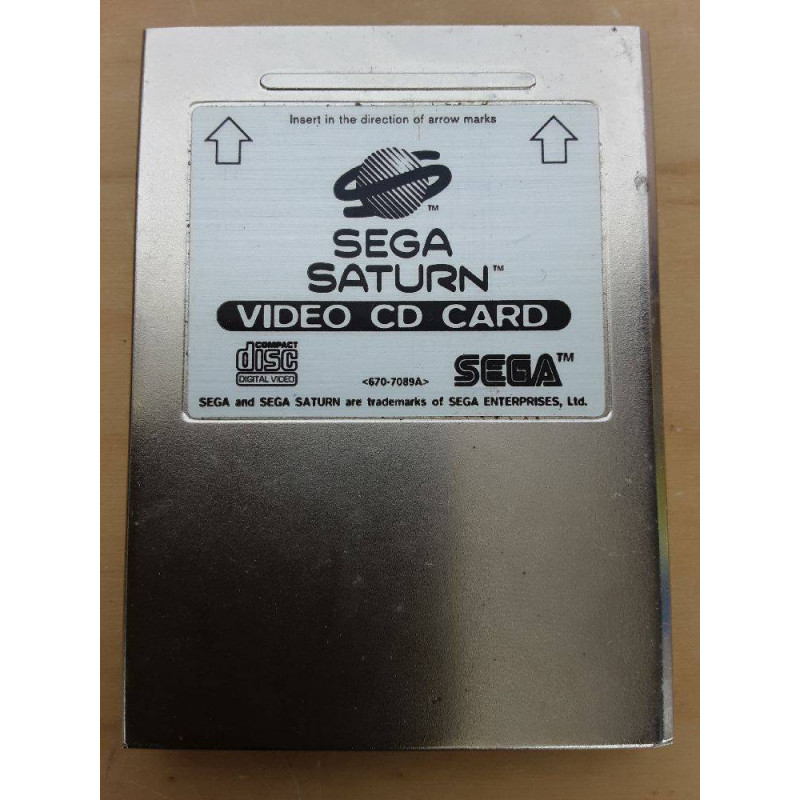 Insert in the direction of arrow marks
TM
SEGA
SATURN™
VIDEO CD CARD
COMPACT
disc
DIGITAL VIDEO
<670-7089A>
SEGA™
SEGA and SEGA SATURN are trademarks of SEGA ENTERPRISES, Ltd.